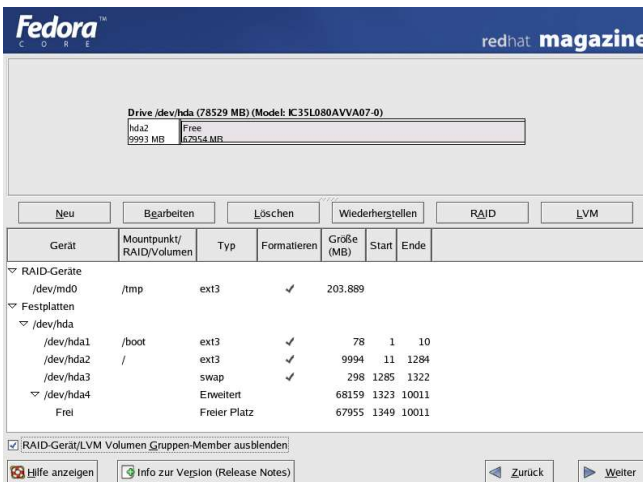 Fedora™
CORE
redhat magazine
Drive /dev/hda (78529 MB) (Model: IC35L080AVVA07-0)
hda2 Free
9993 MB 67954 MB
Neu Bearbeiten Löschen Wiederherstellen RAID LVM
Gerät Mountpunkt/ RAID/Volumen Typ Formatieren Größe (MB) Start Ende
RAID-Geräte
/dev/md0 /tmp ext3 ✓ 203.889
Festplatten
/dev/hda
/dev/hda1 /boot ext3 ✓ 78 1 10
/dev/hda2 / ext3 ✓ 9994 11 1284
/dev/hda3 swap ✓ 298 1285 1322
/dev/hda4 Erweitert 68159 1323 10011
Frei Freier Platz 67955 1349 10011
RAID-Gerät/LVM Volumen Gruppen-Member ausblenden
Hilfe anzeigen Info zur Version (Release Notes) Zurück Weiter